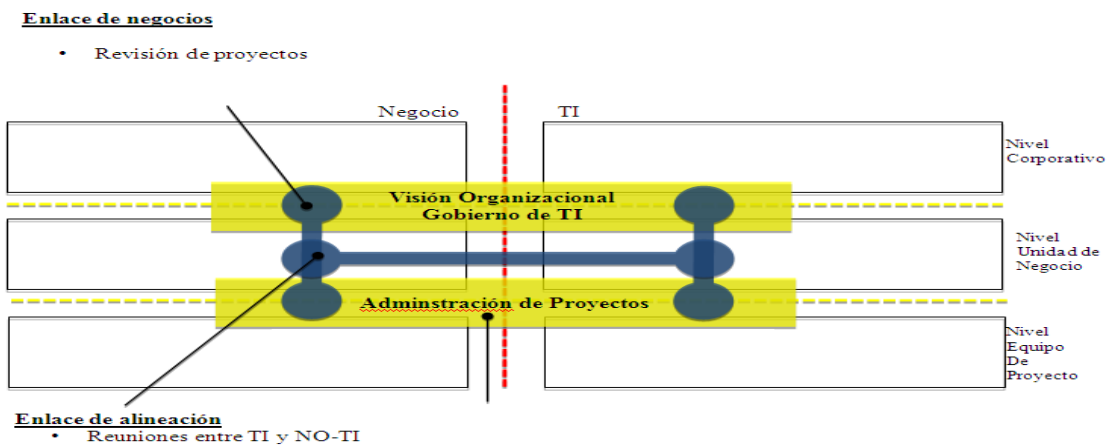 Enlace de negocios
• Revisión de proyectos
Negocio
TI
Nivel
Corporativo
Visión Organizacional
Gobierno de TI
Nivel
Unidad de
Negocio
Adminstración de Proyectos
Nivel
Equipo
De
Proyecto
Enlace de alineación
• Reuniones entre TI y NO-TI